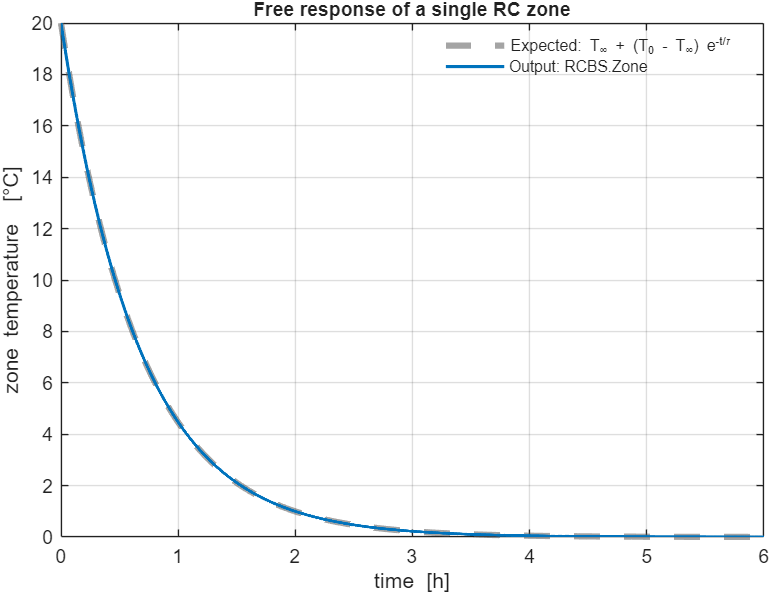 Free response of a single RC zone
Expected: T∞ + (T₀ - T∞) e^-t/τ
Output: RCBS.Zone
20
18
16
14
12
10
8
6
4
2
0
zone temperature [°C]
0 1 2 3 4 5 6
time [h]